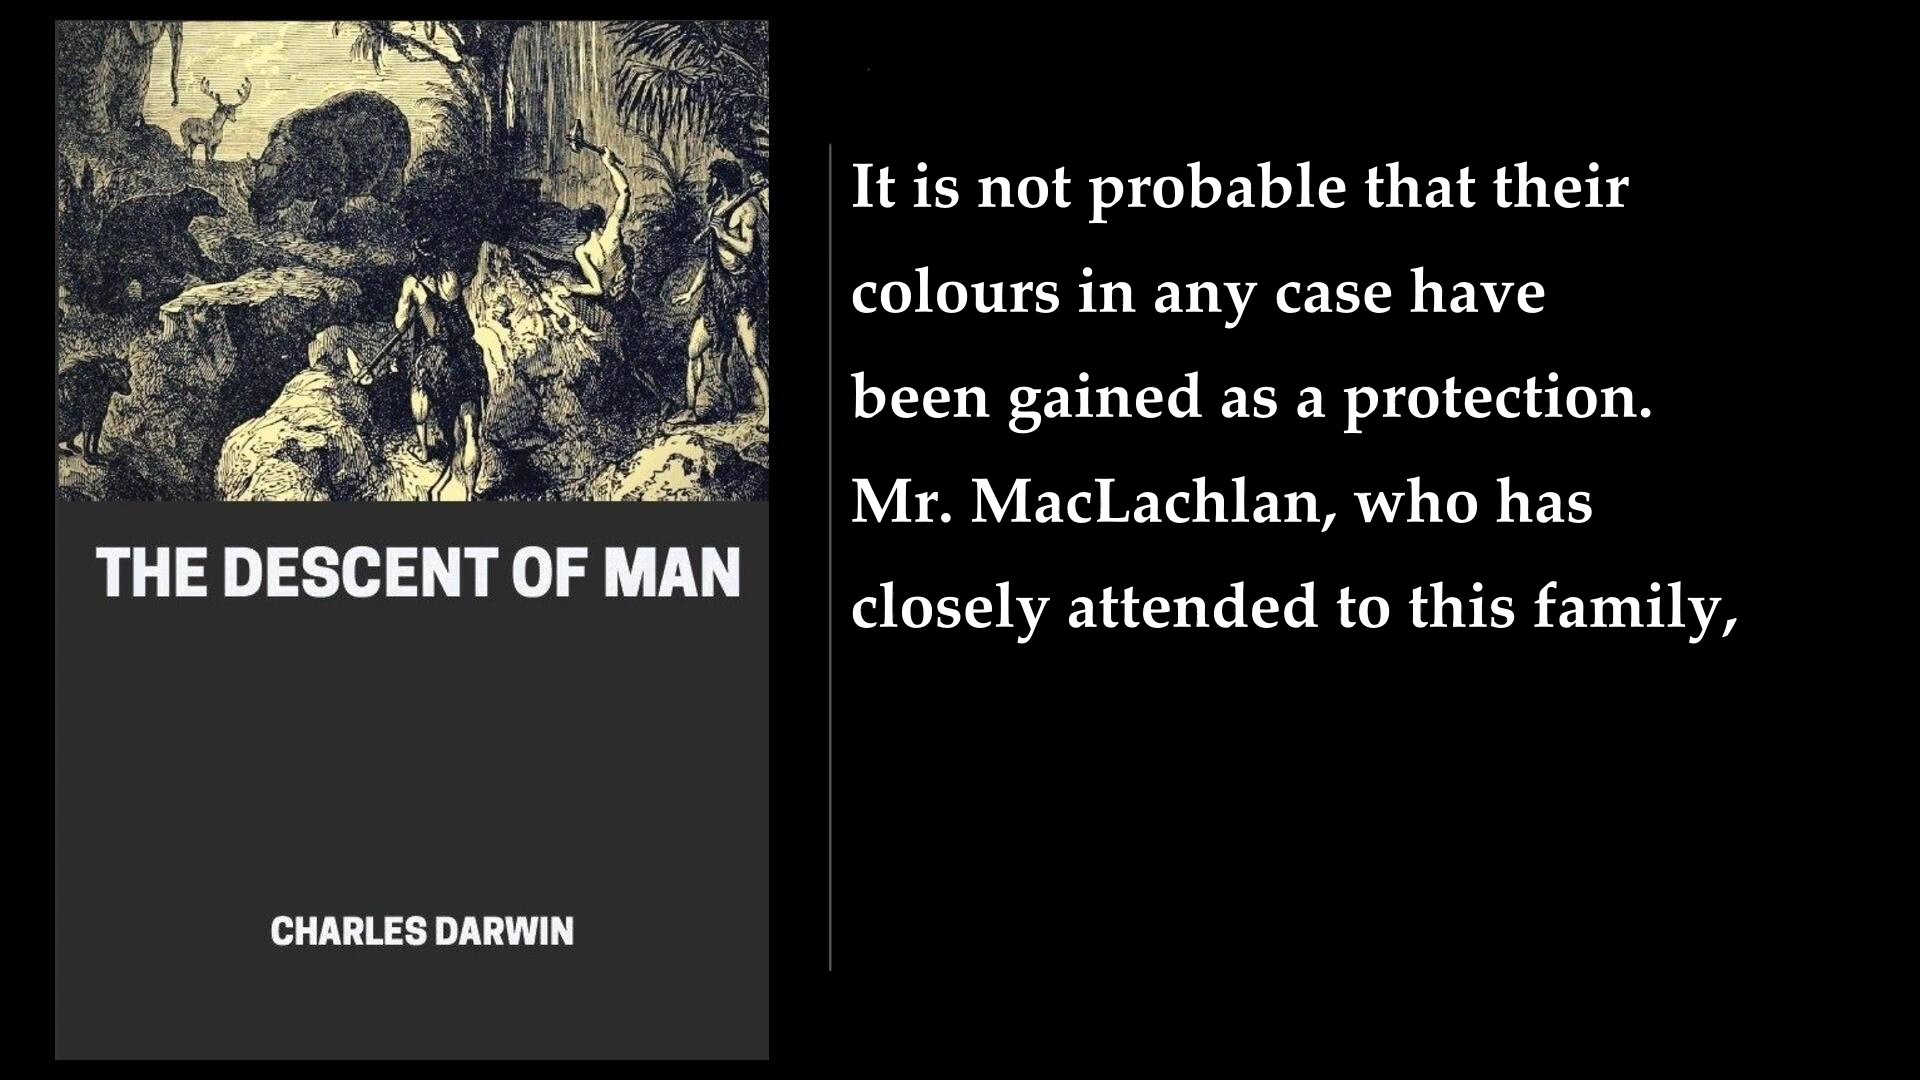 THE DESCENT OF MAN
CHARLES DARWIN
It is not probable that their
colours in any case have
been gained as a protection.
Mr. MacLachlan, who has
closely attended to this family,